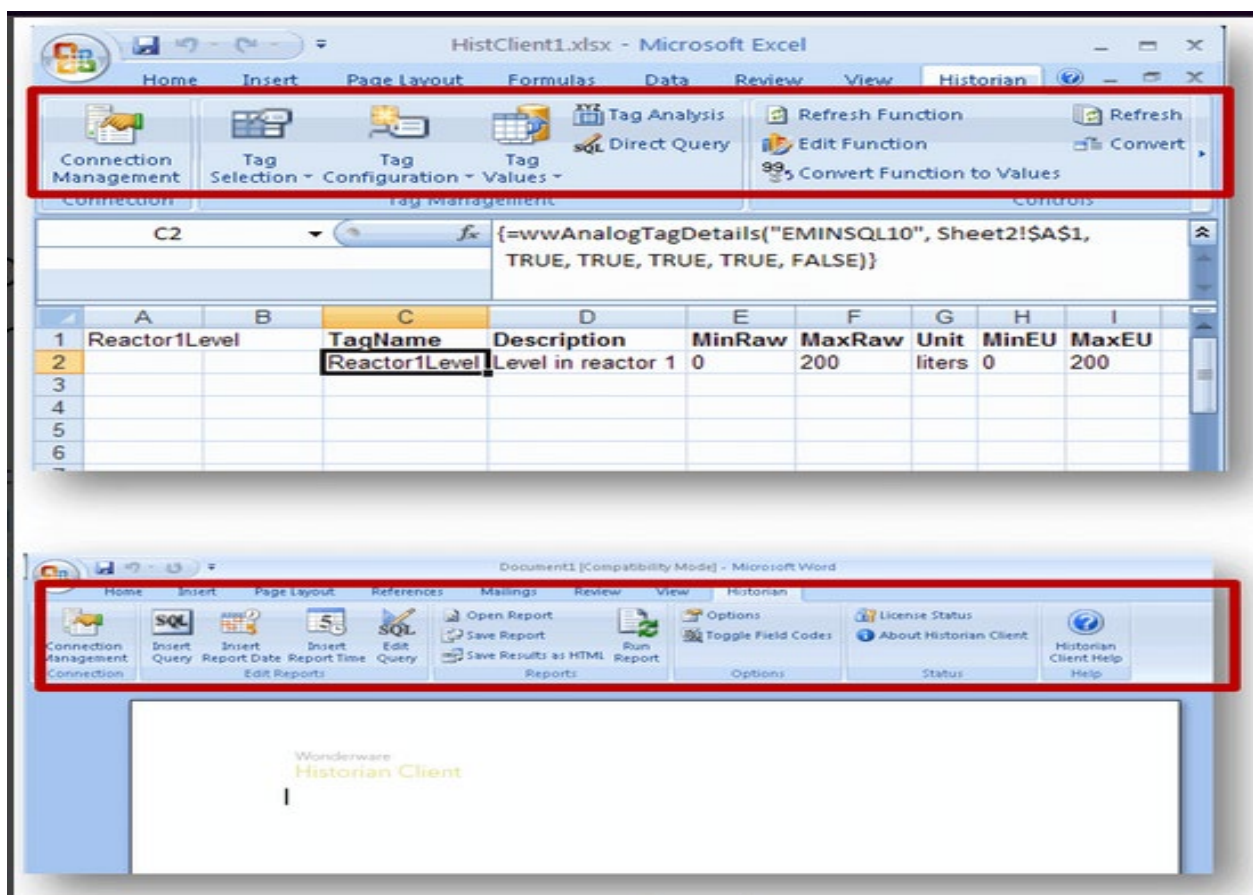 HistClient1.xlsx - Microsoft Excel
Home Insert Page Layout Formulas Data Review View Historian
Connection Management
Tag Selection
Tag Configuration
Tag Values
Tag Analysis
SQL Direct Query
Refresh Function
Edit Function
Convert Function to Values
Refresh
Convert
Connection Tag Management Controls
C2 fx {=wwAnalogTagDetails("EMINSQL10", Sheet2!$A$1,
TRUE, TRUE, TRUE, TRUE, FALSE)}
A B C D E F G H I
1 Reactor1Level TagName Description MinRaw MaxRaw Unit MinEU MaxEU
2 Reactor1Level Level in reactor 1 0 200 liters 0 200
3
4
5
6
Document1 [Compatibility Mode] - Microsoft Word
Home Insert Page Layout References Mailings Review View Historian
Connection Management
SQL Insert Query
Insert Report Date
5 Insert Report Time
SQL Edit Query
Open Report
Save Report
Save Results as HTML
Run Report
Options
Toggle Field Codes
License Status
About Historian Client
Historian Client Help
Connection Edit Reports Reports Options Status Help
Wonderware
Historian Client